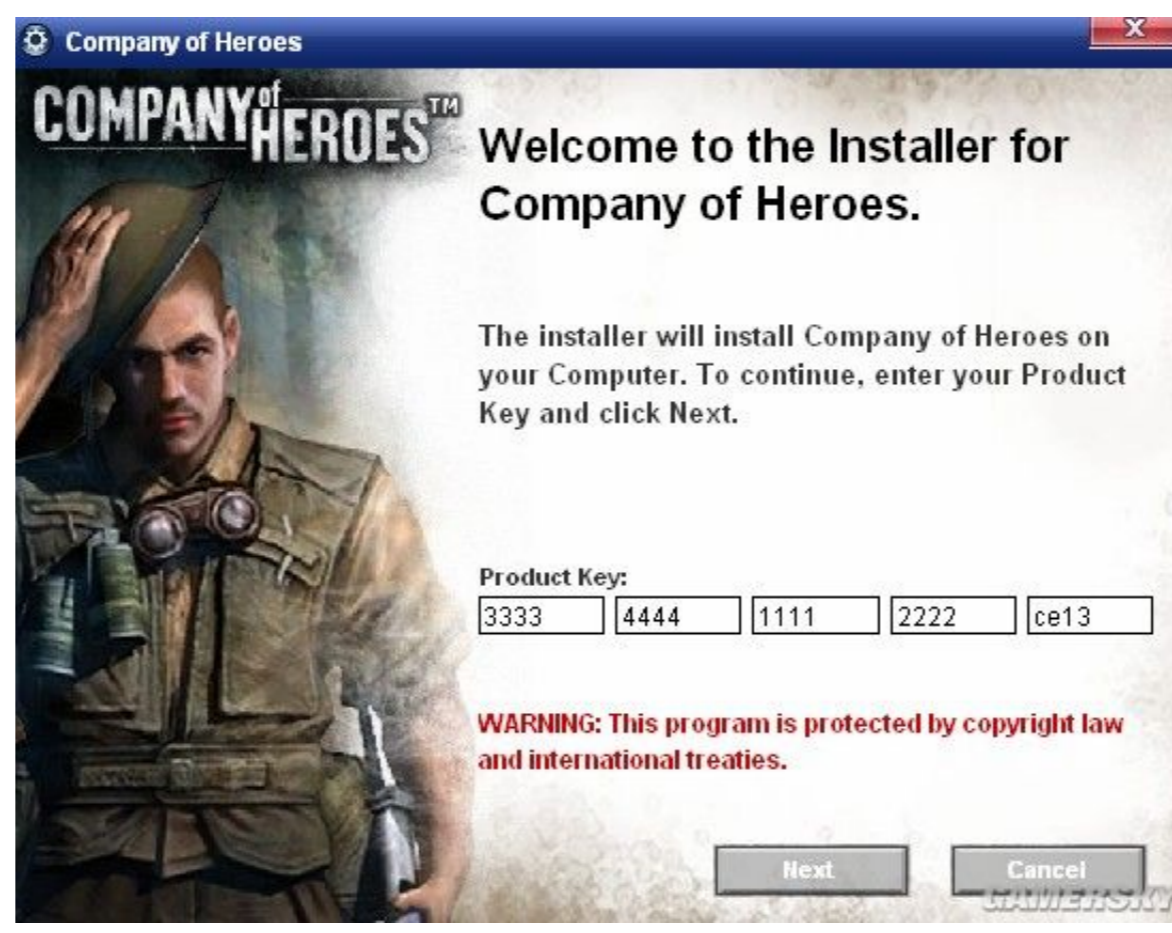 Company of Heroes
X
COMPANY of HEROES™
Welcome to the Installer for
Company of Heroes.
The installer will install Company of Heroes on
your Computer. To continue, enter your Product
Key and click Next.
Product Key:
3333 4444 1111 2222 ce13
WARNING: This program is protected by copyright law
and international treaties.
Next Cancel
GAMERSKY